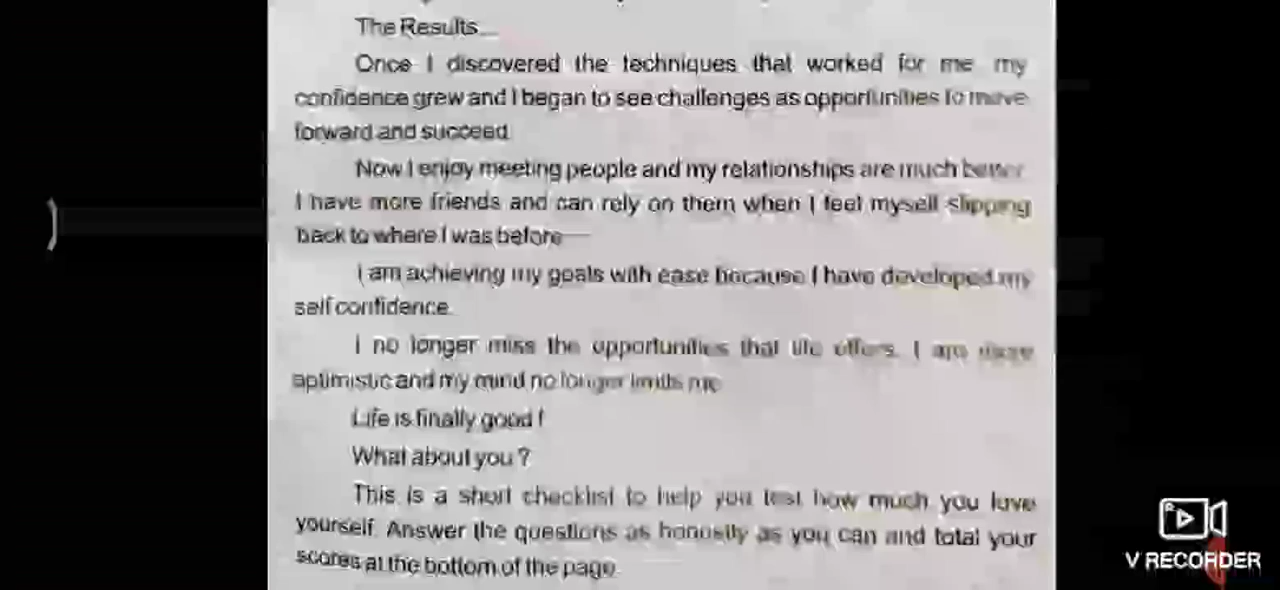 The Results...
Once I discovered the techniques that worked for me my
confidence grew and I began to see challenges as opportunities to move
forward and succeed.
Now I enjoy meeting people and my relationships are much better
I have more friends and can rely on them when I feel myself slipping
back to where I was before
I am achieving my goals with ease because I have developed my
self confidence.
I no longer miss the opportunities that life offers. I am more
optimistic and my mind no longer limits me
Life is finally good !
What about you ?
This is a short checklist to help you test how much you love
yourself. Answer the questions as honestly as you can and total your
scores at the bottom of the page.
V RECORDER